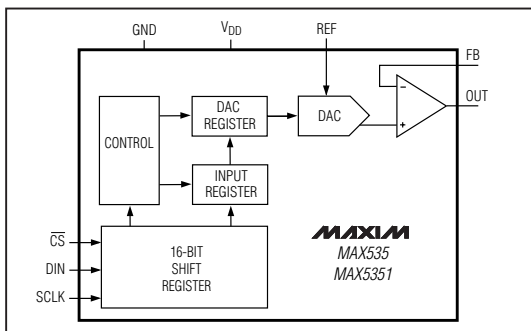 GND
VDD
REF
FB
OUT
DAC
REGISTER
DAC
CONTROL
INPUT
REGISTER
CS
DIN
SCLK
16-BIT
SHIFT
REGISTER
MAXIM
MAX535
MAX5351